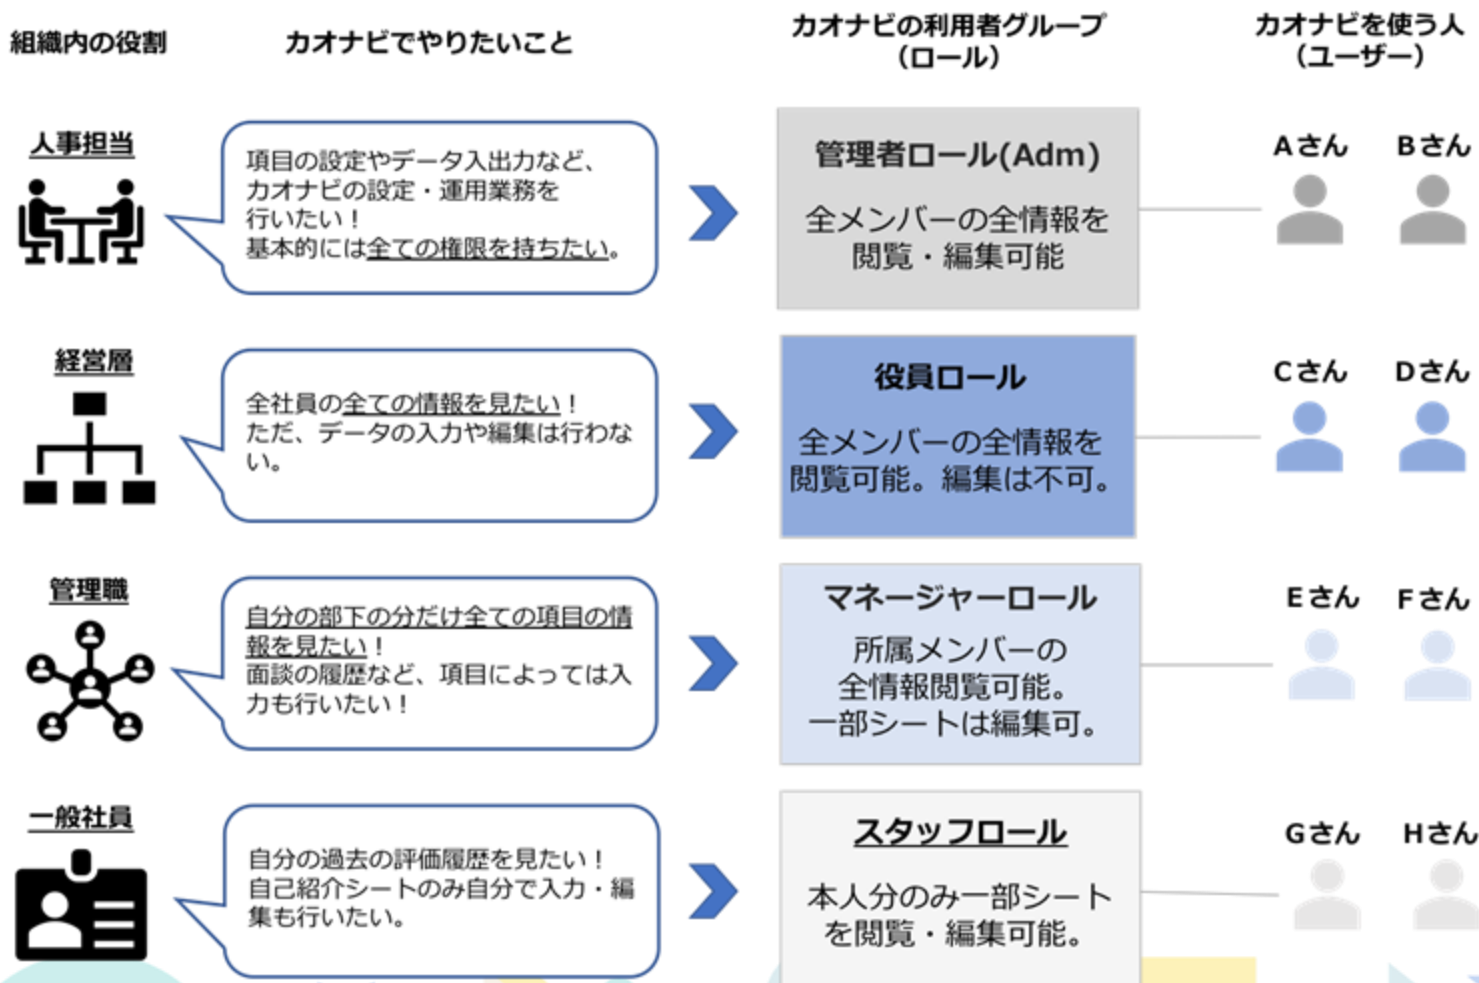 組織内の役割
カオナビでやりたいこと
カオナビの利用者グループ
（ロール）
カオナビを使う人
（ユーザー）
人事担当
項目の設定やデータ入出力など、
カオナビの設定・運用業務を
行いたい！
基本的には全ての権限を持ちたい。
管理者ロール(Adm)
全メンバーの全情報を
閲覧・編集可能
Aさん
Bさん
経営層
全社員の全ての情報を見たい！
ただ、データの入力や編集は行わな
い。
役員ロール
全メンバーの全情報を
閲覧可能。編集は不可。
Cさん
Dさん
管理職
自分の部下の分だけ全ての項目の情
報を見たい！
面談の履歴など、項目によっては入
力も行いたい！
マネージャーロール
所属メンバーの
全情報閲覧可能。
一部シートは編集可。
Eさん
Fさん
一般社員
自分の過去の評価履歴を見たい！
自己紹介シートのみ自分で入力・編
集も行いたい。
スタッフロール
本人分のみ一部シート
を閲覧・編集可能。
Gさん
Hさん